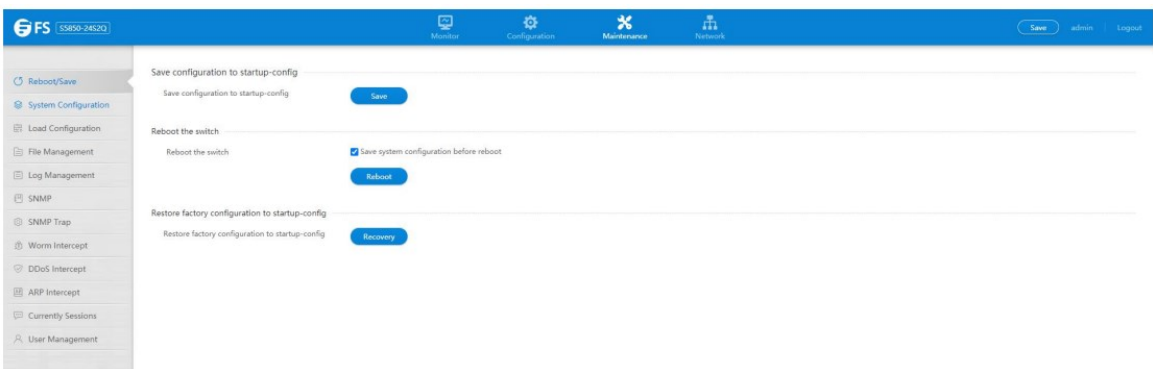 FS S5850-24S2Q
Monitor Configuration Maintenance Network
Save admin Logout
Reboot/Save
System Configuration
Load Configuration
File Management
Log Management
SNMP
SNMP Trap
Worm Intercept
DDoS Intercept
ARP Intercept
Currently Sessions
User Management
Save configuration to startup-config
Save configuration to startup-config Save
Reboot the switch
Reboot the switch Save system configuration before reboot
Reboot
Restore factory configuration to startup-config
Restore factory configuration to startup-config Recovery